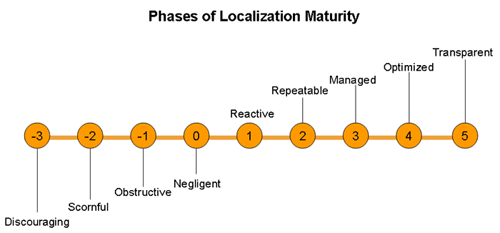 Phases of Localization Maturity
Transparent
Optimized
Managed
Repeatable
Reactive
-3 -2 -1 0 1 2 3 4 5
Negligent
Obstructive
Scornful
Discouraging